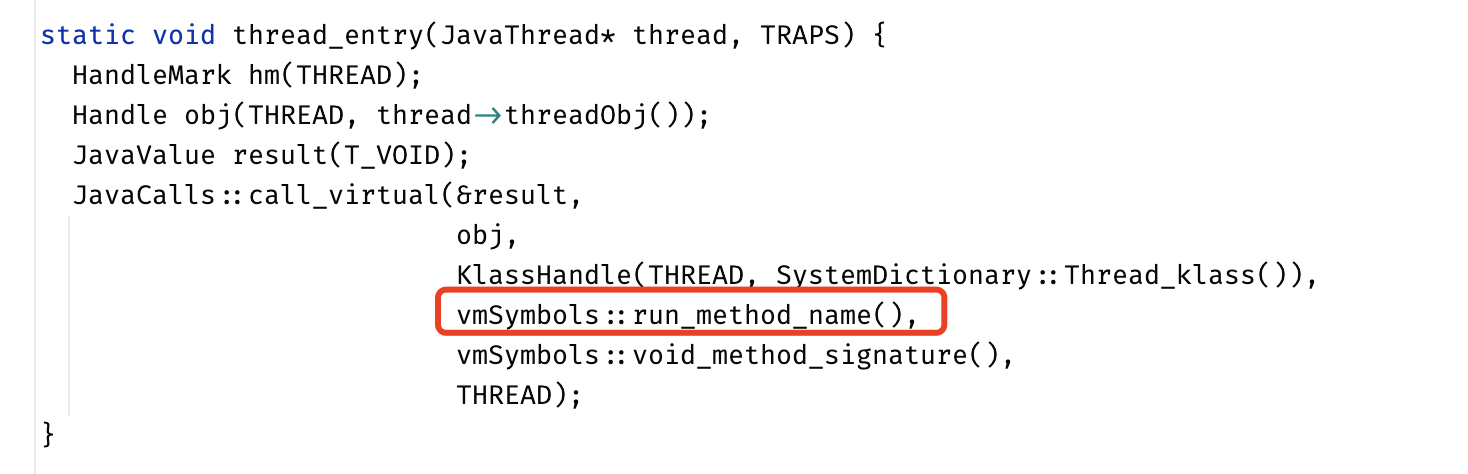 static void thread_entry(JavaThread* thread, TRAPS) {
HandleMark hm(THREAD);
Handle obj(THREAD, thread->threadObj());
JavaValue result(T_VOID);
JavaCalls::call_virtual(&result,
obj,
KlassHandle(THREAD, SystemDictionary::Thread_klass()),
vmSymbols::run_method_name(),
vmSymbols::void_method_signature(),
THREAD);
}